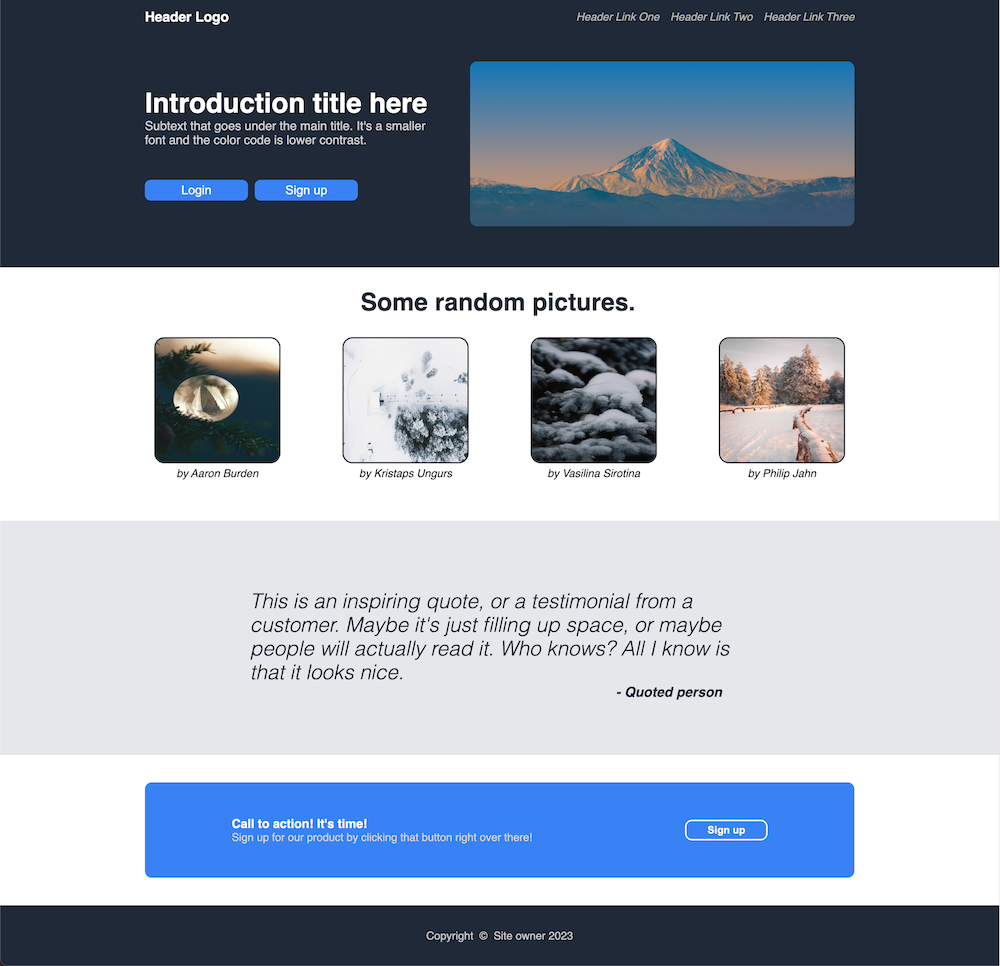 Header Logo
Header Link One Header Link Two Header Link Three
Introduction title here
Subtext that goes under the main title. It's a smaller
font and the color code is lower contrast.
Login
Sign up
Some random pictures.
by Aaron Burden
by Kristaps Ungurs
by Vasilina Sirotina
by Philip Jahn
This is an inspiring quote, or a testimonial from a
customer. Maybe it's just filling up space, or maybe
people will actually read it. Who knows? All I know is
that it looks nice.
- Quoted person
Call to action! It's time!
Sign up for our product by clicking that button right over there!
Sign up
Copyright © Site owner 2023